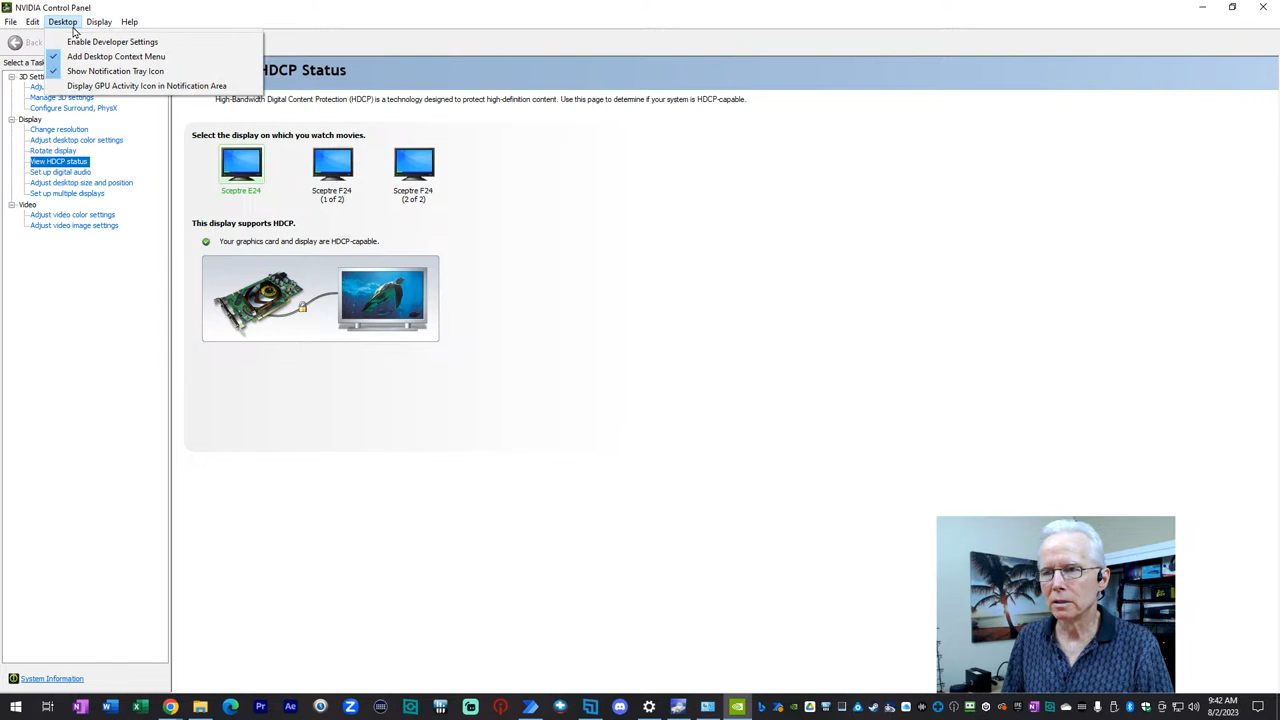 NVIDIA Control Panel
File Edit Desktop Display Help
Back
Enable Developer Settings
Add Desktop Context Menu
Show Notification Tray Icon
Display GPU Activity Icon in Notification Area
Select a Task
3D Setti
Adju
Manage 3D settings
Configure Surround, PhysX
Display
Change resolution
Adjust desktop color settings
Rotate display
View HDCP status
Set up digital audio
Adjust desktop size and position
Set up multiple displays
Video
Adjust video color settings
Adjust video image settings
System Information
HDCP Status
High-Bandwidth Digital Content Protection (HDCP) is a technology designed to protect high-definition content. Use this page to determine if your system is HDCP-capable.
Select the display on which you watch movies.
Sceptre E24
Sceptre F24
(1 of 2)
Sceptre F24
(2 of 2)
This display supports HDCP.
Your graphics card and display are HDCP-capable.
9:42 AM
8/2/2023